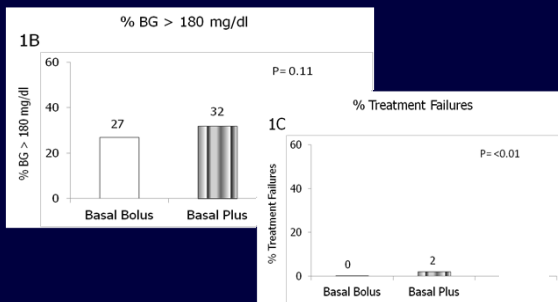 % BG > 180 mg/dl
1B
P= 0.11
% BG > 180 mg/dl
60
40
20
0
27
32
Basal Bolus
Basal Plus
% Treatment Failures
1C
P= <0.01
% Treatment Failures
60
40
20
0
0
2
Basal Bolus
Basal Plus